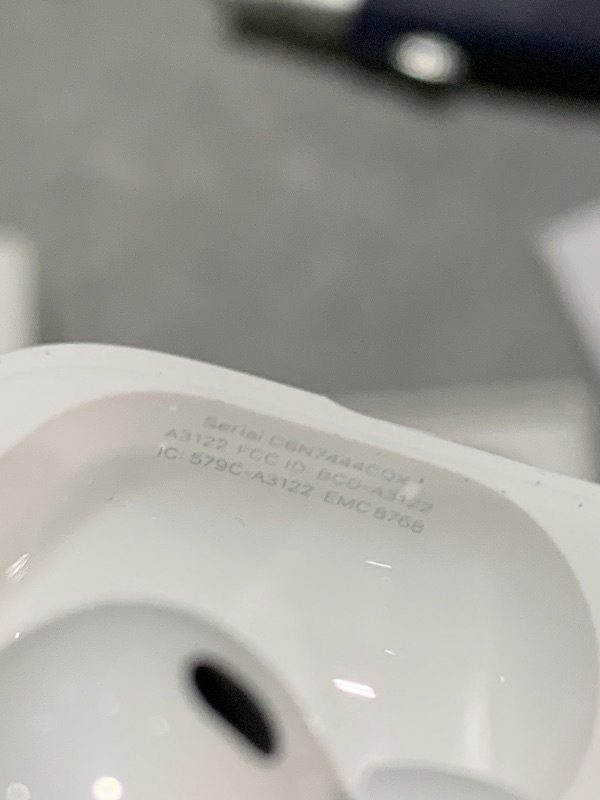 Serial
A3122 FCC ID: BCG-A3122
IC: 579C-A3122 EMC 8768